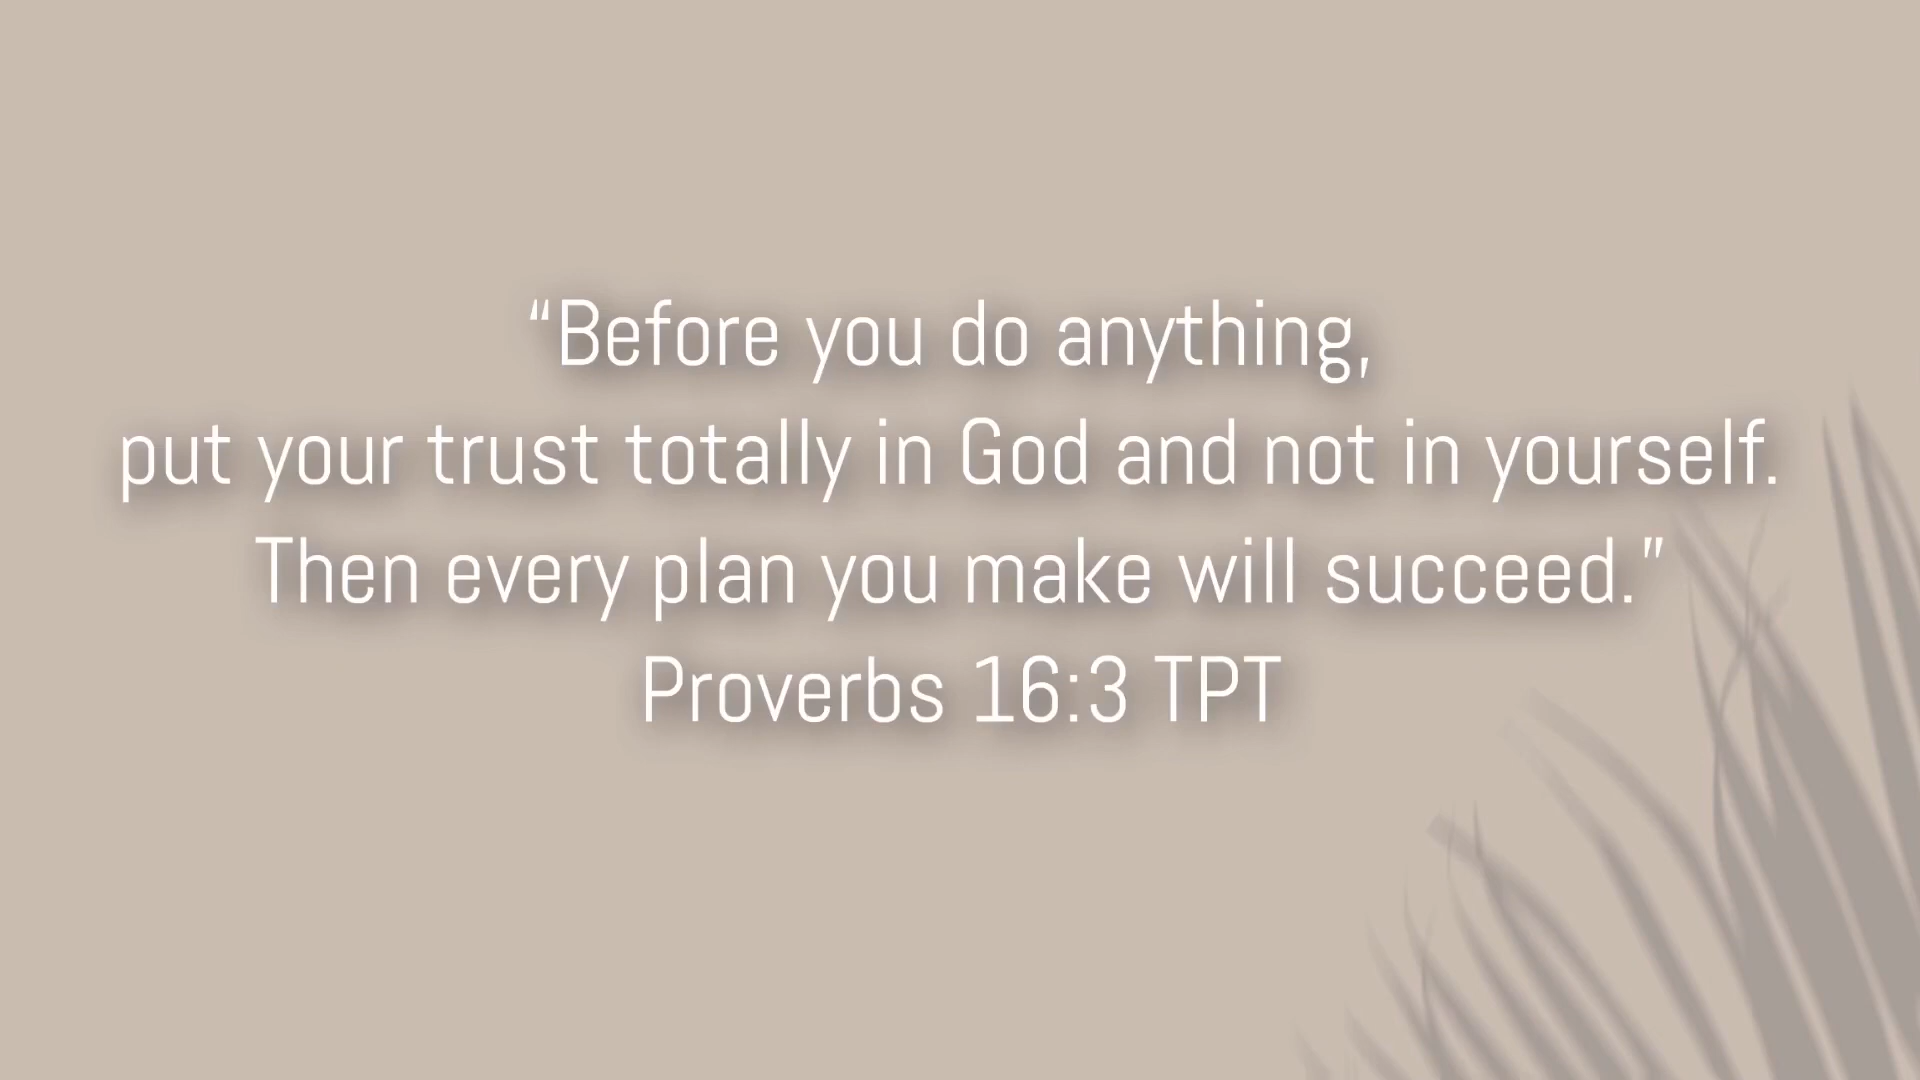 “Before you do anything,
put your trust totally in God and not in yourself.
Then every plan you make will succeed.”
Proverbs 16:3 TPT